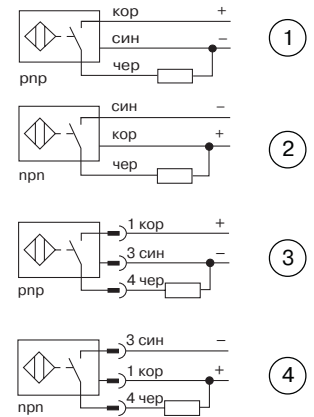 кор +
син –
чер
pnp
1
син –
кор +
чер
npn
2
1 кор +
3 син –
4 чер
pnp
3
3 син –
1 кор +
4 чер
npn
4